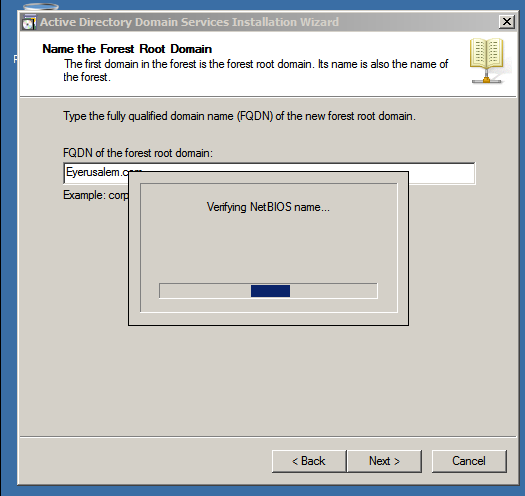 Active Directory Domain Services Installation Wizard
Name the Forest Root Domain
The first domain in the forest is the forest root domain. Its name is also the name of
the forest.
Type the fully qualified domain name (FQDN) of the new forest root domain.
FQDN of the forest root domain:
Eyerusalem.com
Example: corp
Verifying NetBIOS name...
< Back
Next >
Cancel